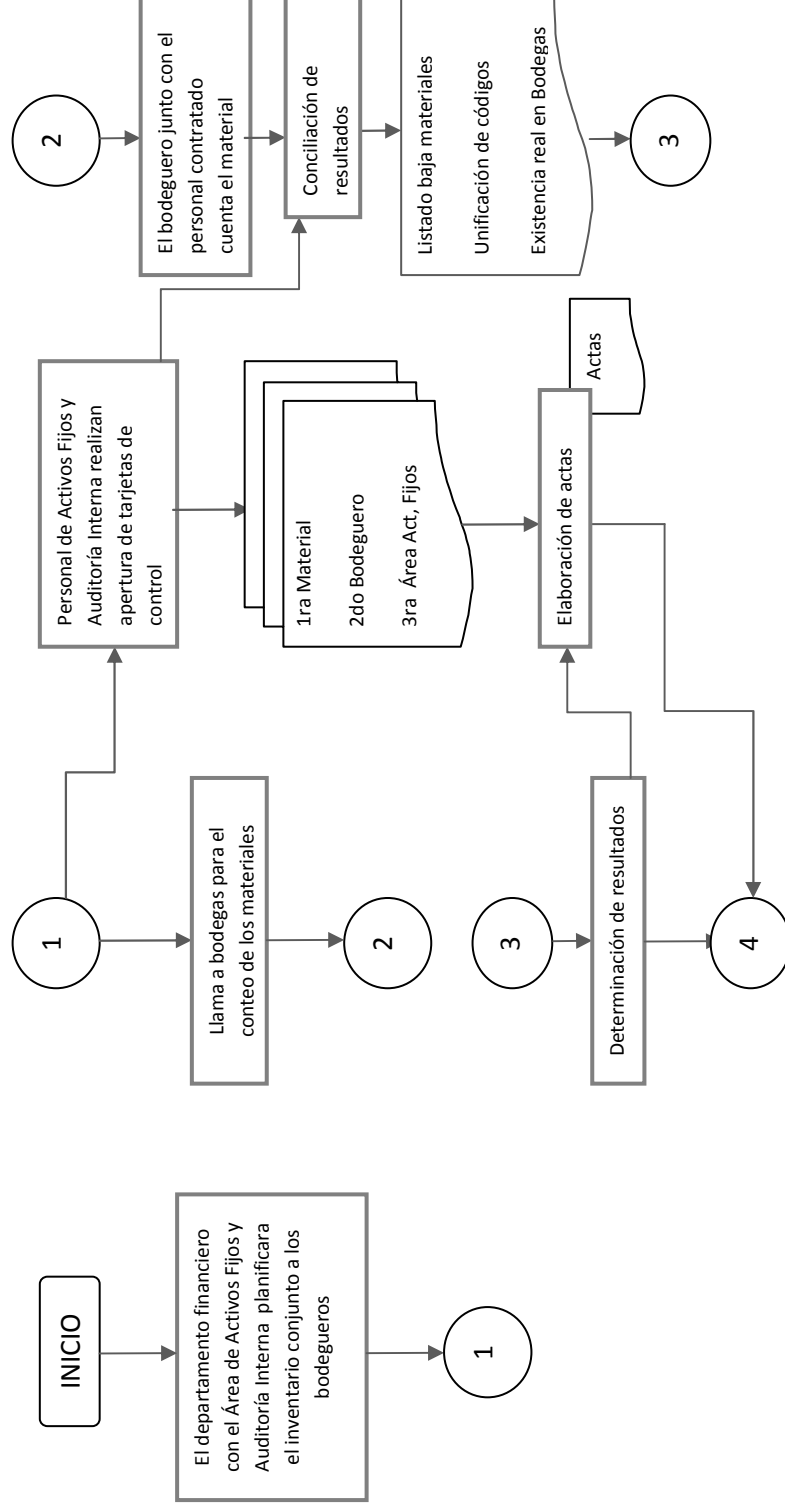 INICIO
El departamento financiero
con el Área de Activos Fijos y
Auditoría Interna planificara
el inventario conjunto a los
bodegueros
1
1
Llama a bodegas para el
conteo de los materiales
2
3
Determinación de resultados
4
Personal de Activos Fijos y
Auditoría Interna realizan
apertura de tarjetas de
control
1ra Material
2do Bodeguero
3ra Área Act, Fijos
Elaboración de actas
Actas
2
El bodeguero junto con el
personal contratado
cuenta el material
Conciliación de
resultados
Listado baja materiales
Unificación de códigos
Existencia real en Bodegas
3